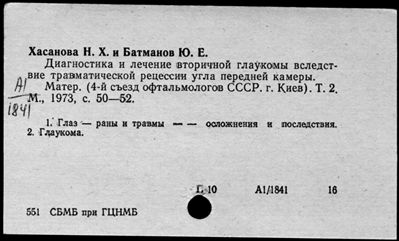 Хасанова Н. Х. и Батманов Ю. Е.
Диагностика и лечение вторичной глаукомы вследст-
вие травматической рецессии угла передней камеры.
Матер. (4-й съезд офтальмологов СССР. г. Киев). Т. 2.
М., 1973, с. 50—52.
А1
1841
1. Глаз — раны и травмы — — осложнения и последствия.
2. Глаукома.
Г. 10 А1/1841 16
551 СБМБ при ГЦНМБ